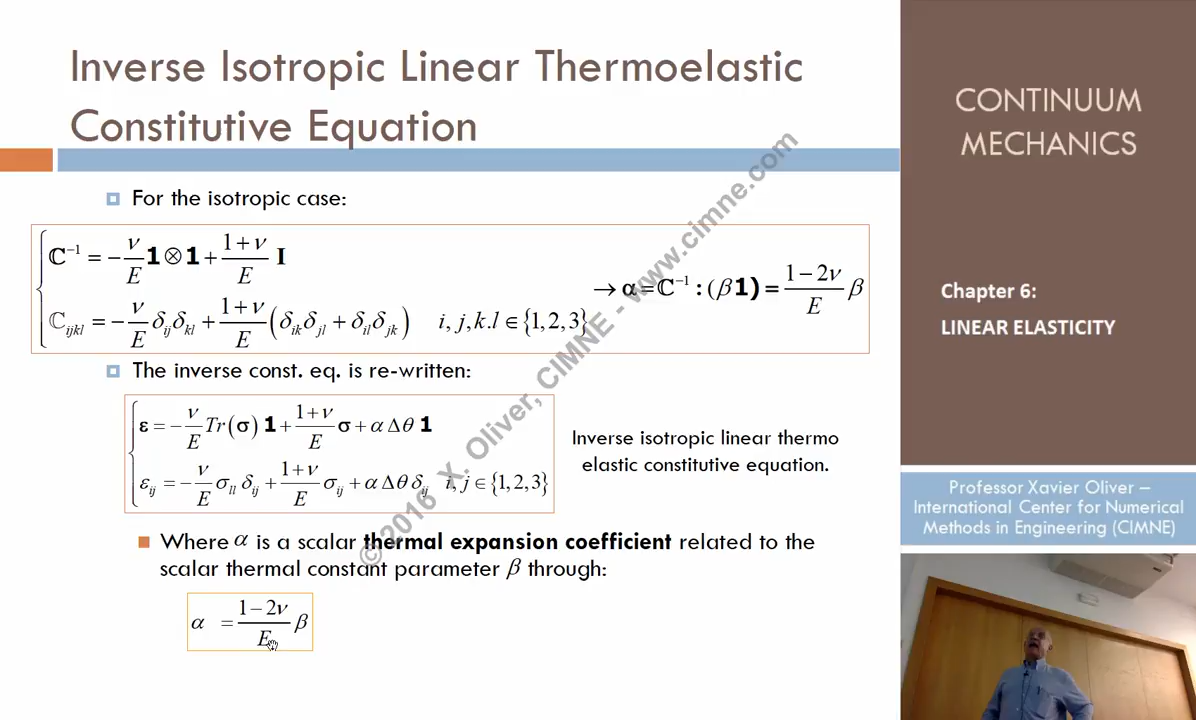 Inverse Isotropic Linear Thermoelastic
Constitutive Equation
For the isotropic case:
ℂ⁻¹ = − ν/E 𝟏⊗𝟏 + (1+ν)/E 𝐈
ℂ_ijkl = − ν/E δ_ij δ_kl + (1+ν)/E (δ_ik δ_jl + δ_il δ_jk) i, j, k.l ∈ {1, 2, 3}
→ α = ℂ⁻¹ : (β𝟏) = (1 − 2ν)/E β
The inverse const. eq. is re-written:
ε = − ν/E Tr(σ) 𝟏 + (1+ν)/E σ + α Δθ 𝟏
ε_ij = − ν/E σ_ll δ_ij + (1+ν)/E σ_ij + α Δθ δ_ij i, j ∈ {1, 2, 3}
Inverse isotropic linear thermo
elastic constitutive equation.
Where α is a scalar thermal expansion coefficient related to the
scalar thermal constant parameter β through:
α = (1 − 2ν)/E β
© 2016 X. Oliver, CIMNE - www.cimne.com
CONTINUUM
MECHANICS
Chapter 6:
LINEAR ELASTICITY
Professor Xavier Oliver –
International Center for Numerical
Methods in Engineering (CIMNE)